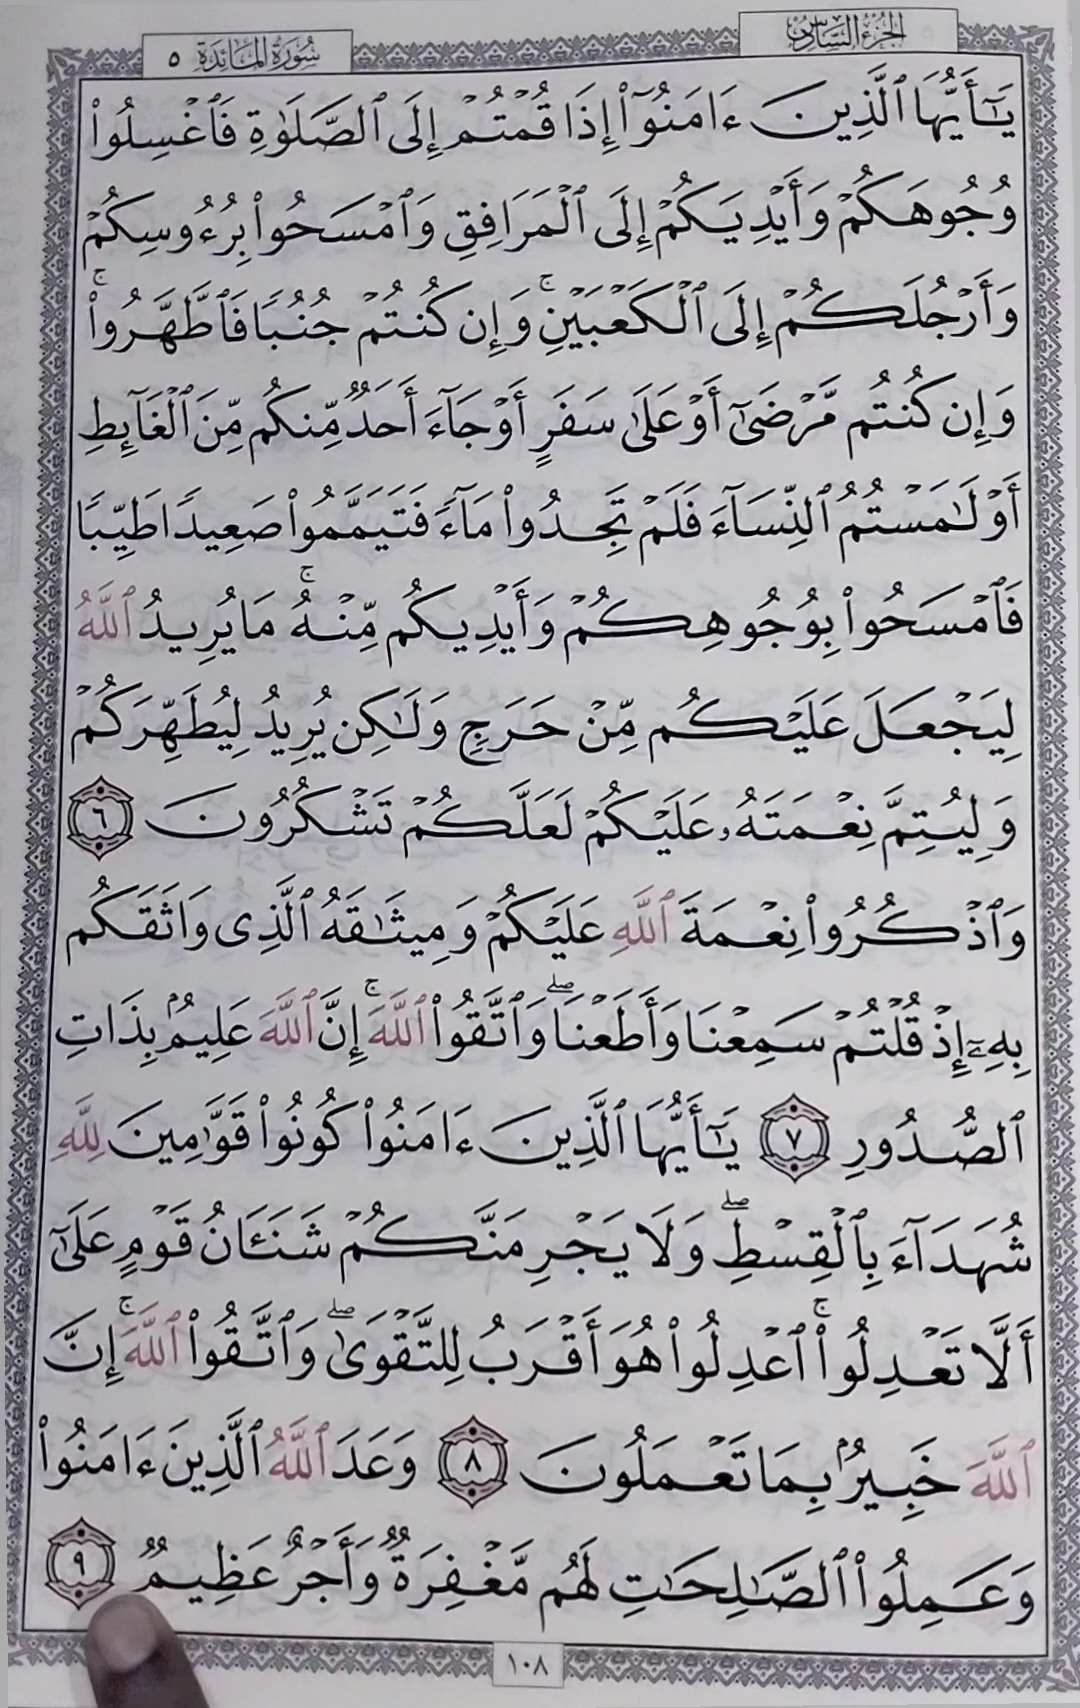 الجزء السادس
سورة المائدة ٥
يَٰٓأَيُّهَا ٱلَّذِينَ ءَامَنُوٓا۟ إِذَا قُمْتُمْ إِلَى ٱلصَّلَوٰةِ فَٱغْسِلُوا۟
وُجُوهَكُمْ وَأَيْدِيَكُمْ إِلَى ٱلْمَرَافِقِ وَٱمْسَحُوا۟ بِرُءُوسِكُمْ
وَأَرْجُلَكُمْ إِلَى ٱلْكَعْبَيْنِ ۚ وَإِن كُنتُمْ جُنُبًا فَٱطَّهَّرُوا۟ ۚ
وَإِن كُنتُم مَّرْضَىٰٓ أَوْ عَلَىٰ سَفَرٍ أَوْ جَآءَ أَحَدٌ مِّنكُم مِّنَ ٱلْغَآئِطِ
أَوْ لَٰمَسْتُمُ ٱلنِّسَآءَ فَلَمْ تَجِدُوا۟ مَآءً فَتَيَمَّمُوا۟ صَعِيدًا طَيِّبًا
فَٱمْسَحُوا۟ بِوُجُوهِكُمْ وَأَيْدِيكُم مِّنْهُ ۚ مَا يُرِيدُ ٱللَّهُ
لِيَجْعَلَ عَلَيْكُم مِّنْ حَرَجٍ وَلَٰكِن يُرِيدُ لِيُطَهِّرَكُمْ
وَلِيُتِمَّ نِعْمَتَهُۥ عَلَيْكُمْ لَعَلَّكُمْ تَشْكُرُونَ ٦
وَٱذْكُرُوا۟ نِعْمَةَ ٱللَّهِ عَلَيْكُمْ وَمِيثَٰقَهُ ٱلَّذِى وَاثَقَكُم
بِهِۦٓ إِذْ قُلْتُمْ سَمِعْنَا وَأَطَعْنَا ۖ وَٱتَّقُوا۟ ٱللَّهَ ۚ إِنَّ ٱللَّهَ عَلِيمٌۢ بِذَاتِ
ٱلصُّدُورِ ٧ يَٰٓأَيُّهَا ٱلَّذِينَ ءَامَنُوا۟ كُونُوا۟ قَوَّٰمِينَ لِلَّهِ
شُهَدَآءَ بِٱلْقِسْطِ ۖ وَلَا يَجْرِمَنَّكُمْ شَنَـَٔانُ قَوْمٍ عَلَىٰٓ
أَلَّا تَعْدِلُوا۟ ۚ ٱعْدِلُوا۟ هُوَ أَقْرَبُ لِلتَّقْوَىٰ ۖ وَٱتَّقُوا۟ ٱللَّهَ ۚ إِنَّ
ٱللَّهَ خَبِيرٌۢ بِمَا تَعْمَلُونَ ٨ وَعَدَ ٱللَّهُ ٱلَّذِينَ ءَامَنُوا۟
وَعَمِلُوا۟ ٱلصَّٰلِحَٰتِ لَهُم مَّغْفِرَةٌ وَأَجْرٌ عَظِيمٌ ٩
١٠٨